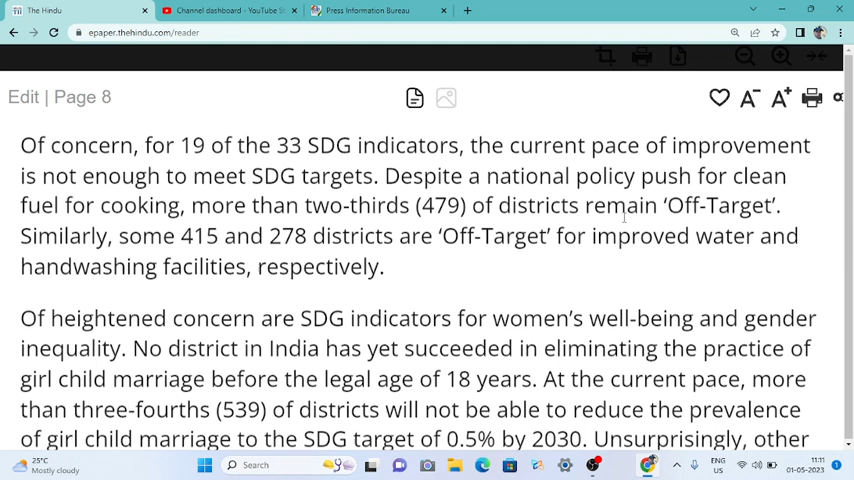 The Hindu
Channel dashboard - YouTube St
Press Information Bureau
epaper.thehindu.com/reader
Edit | Page 8
A- A+
Of concern, for 19 of the 33 SDG indicators, the current pace of improvement
is not enough to meet SDG targets. Despite a national policy push for clean
fuel for cooking, more than two-thirds (479) of districts remain ‘Off-Target’.
Similarly, some 415 and 278 districts are ‘Off-Target’ for improved water and
handwashing facilities, respectively.
Of heightened concern are SDG indicators for women’s well-being and gender
inequality. No district in India has yet succeeded in eliminating the practice of
girl child marriage before the legal age of 18 years. At the current pace, more
than three-fourths (539) of districts will not be able to reduce the prevalence
of girl child marriage to the SDG target of 0.5% by 2030. Unsurprisingly, other
25°C
Mostly cloudy
Search
ENG
US
11:11
01-05-2023